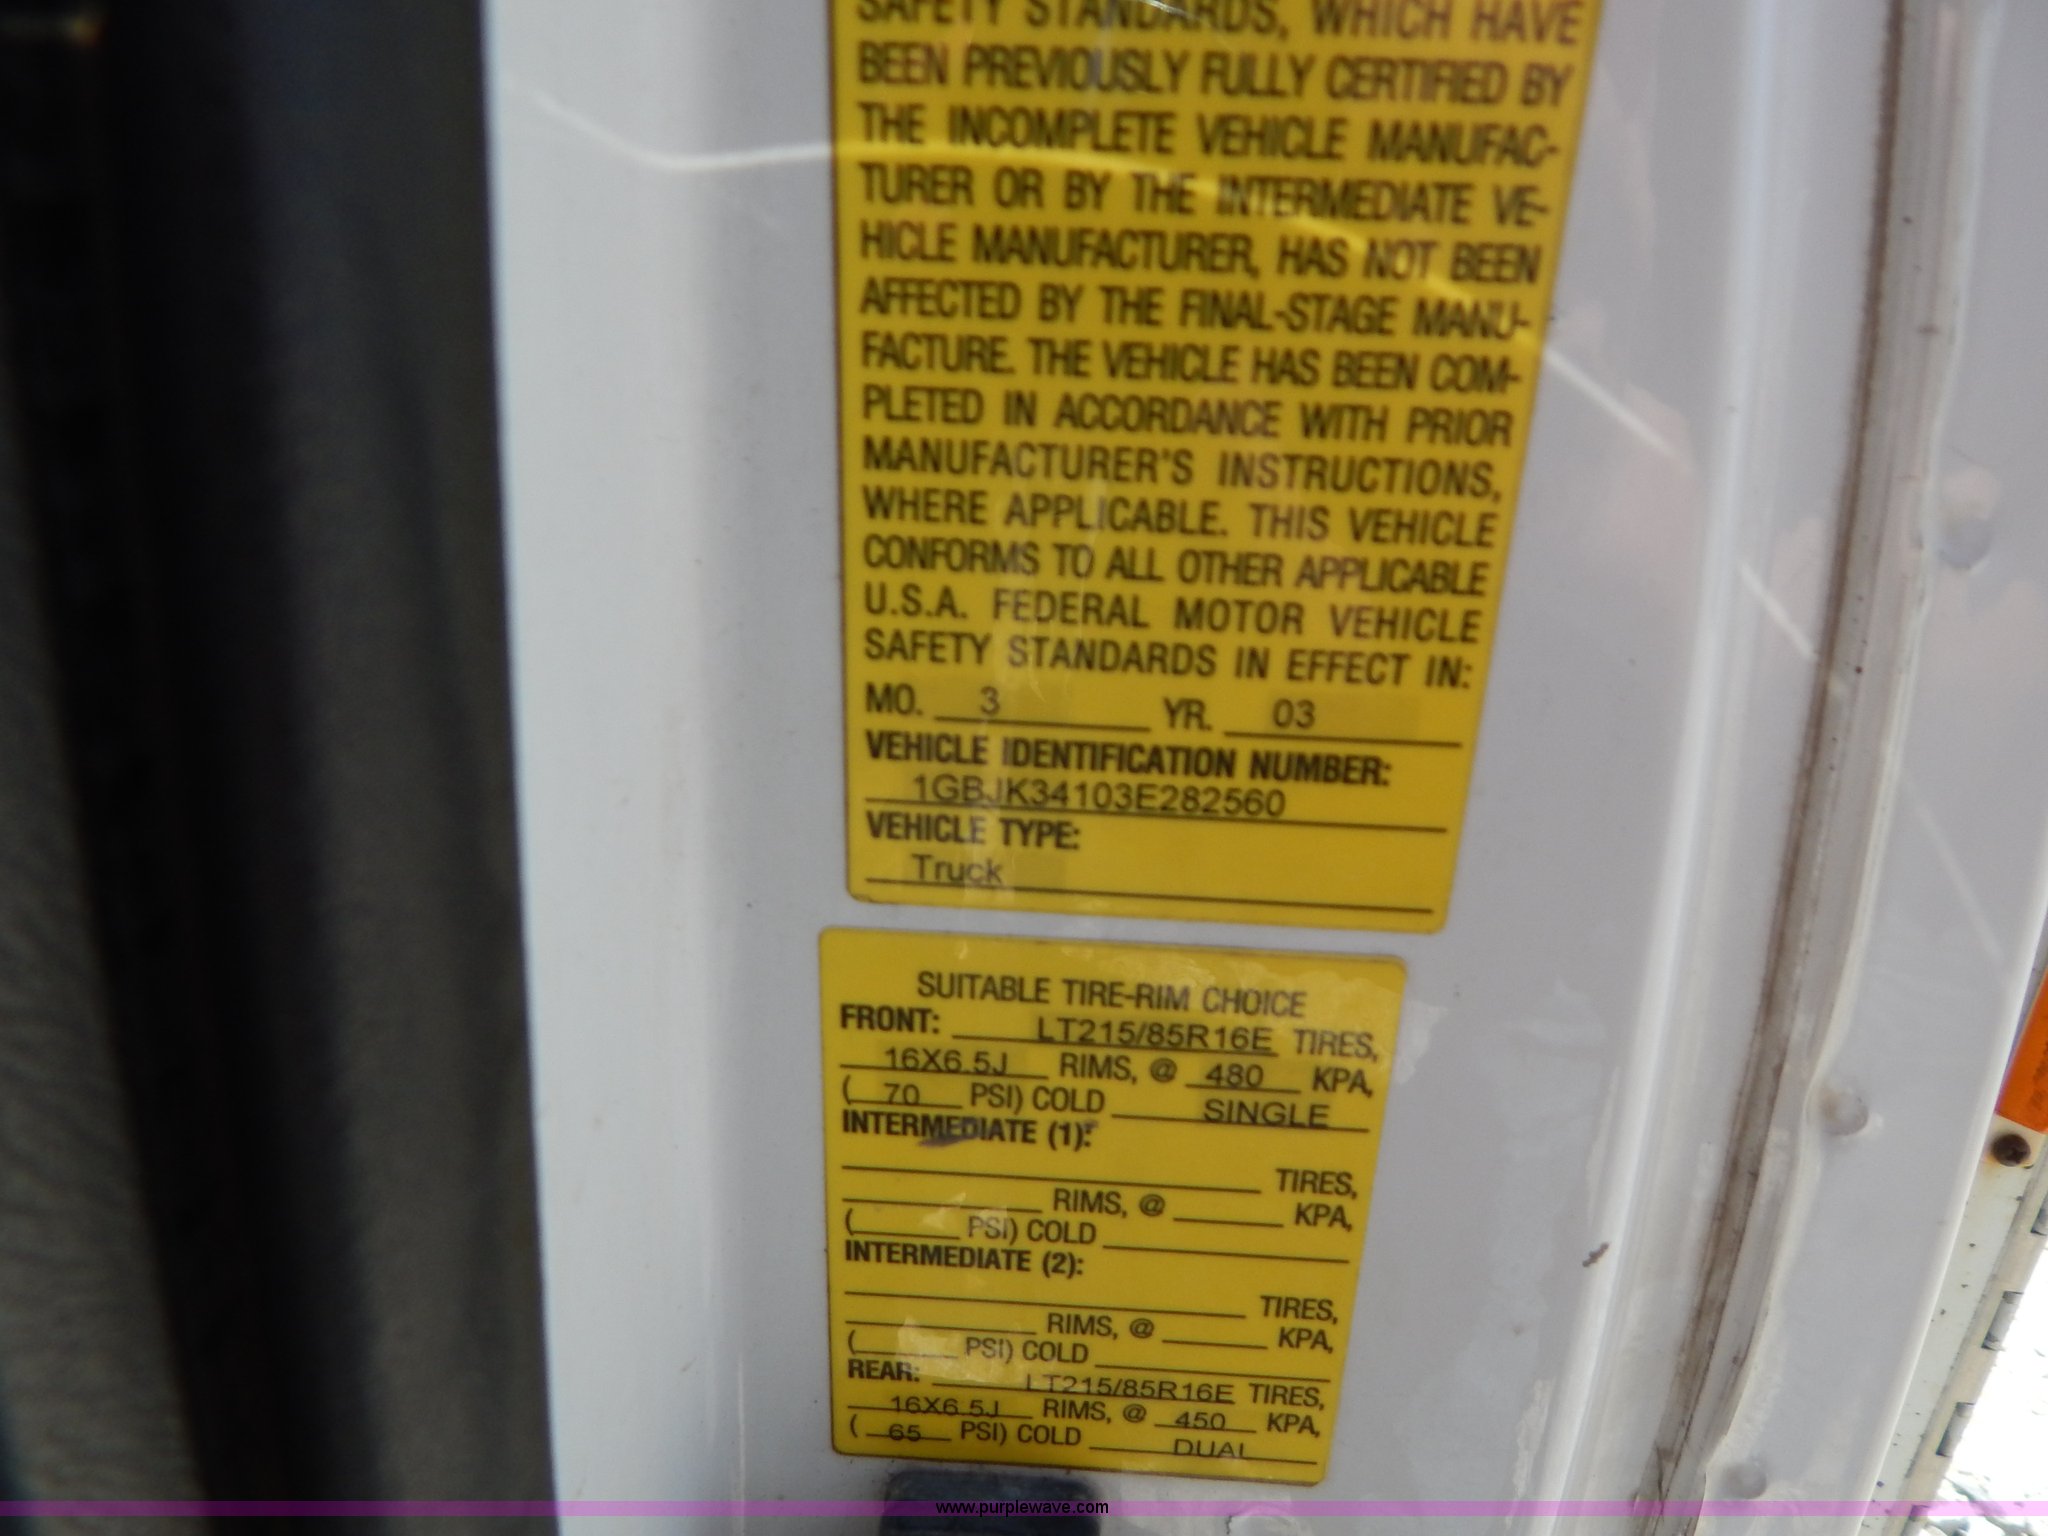 SAFETY STANDARDS, WHICH HAVE
BEEN PREVIOUSLY FULLY CERTIFIED BY
THE INCOMPLETE VEHICLE MANUFAC-
TURER OR BY THE INTERMEDIATE VE-
HICLE MANUFACTURER, HAS NOT BEEN
AFFECTED BY THE FINAL-STAGE MANU-
FACTURE. THE VEHICLE HAS BEEN COM-
PLETED IN ACCORDANCE WITH PRIOR
MANUFACTURER'S INSTRUCTIONS,
WHERE APPLICABLE. THIS VEHICLE
CONFORMS TO ALL OTHER APPLICABLE
U.S.A. FEDERAL MOTOR VEHICLE
SAFETY STANDARDS IN EFFECT IN:
MO. 3 YR. 03
VEHICLE IDENTIFICATION NUMBER:
1GBJK34103E282560
VEHICLE TYPE:
Truck
SUITABLE TIRE-RIM CHOICE
FRONT: LT215/85R16E TIRES,
16X6.5J RIMS, @ 480 KPA,
( 70 PSI) COLD SINGLE
INTERMEDIATE (1):
TIRES,
RIMS, @ KPA,
( PSI) COLD
INTERMEDIATE (2):
TIRES,
RIMS, @ KPA,
( PSI) COLD
REAR: LT215/85R16E TIRES,
16X6.5J RIMS, @ 450 KPA,
( 65 PSI) COLD DUAL
www.purplewave.com